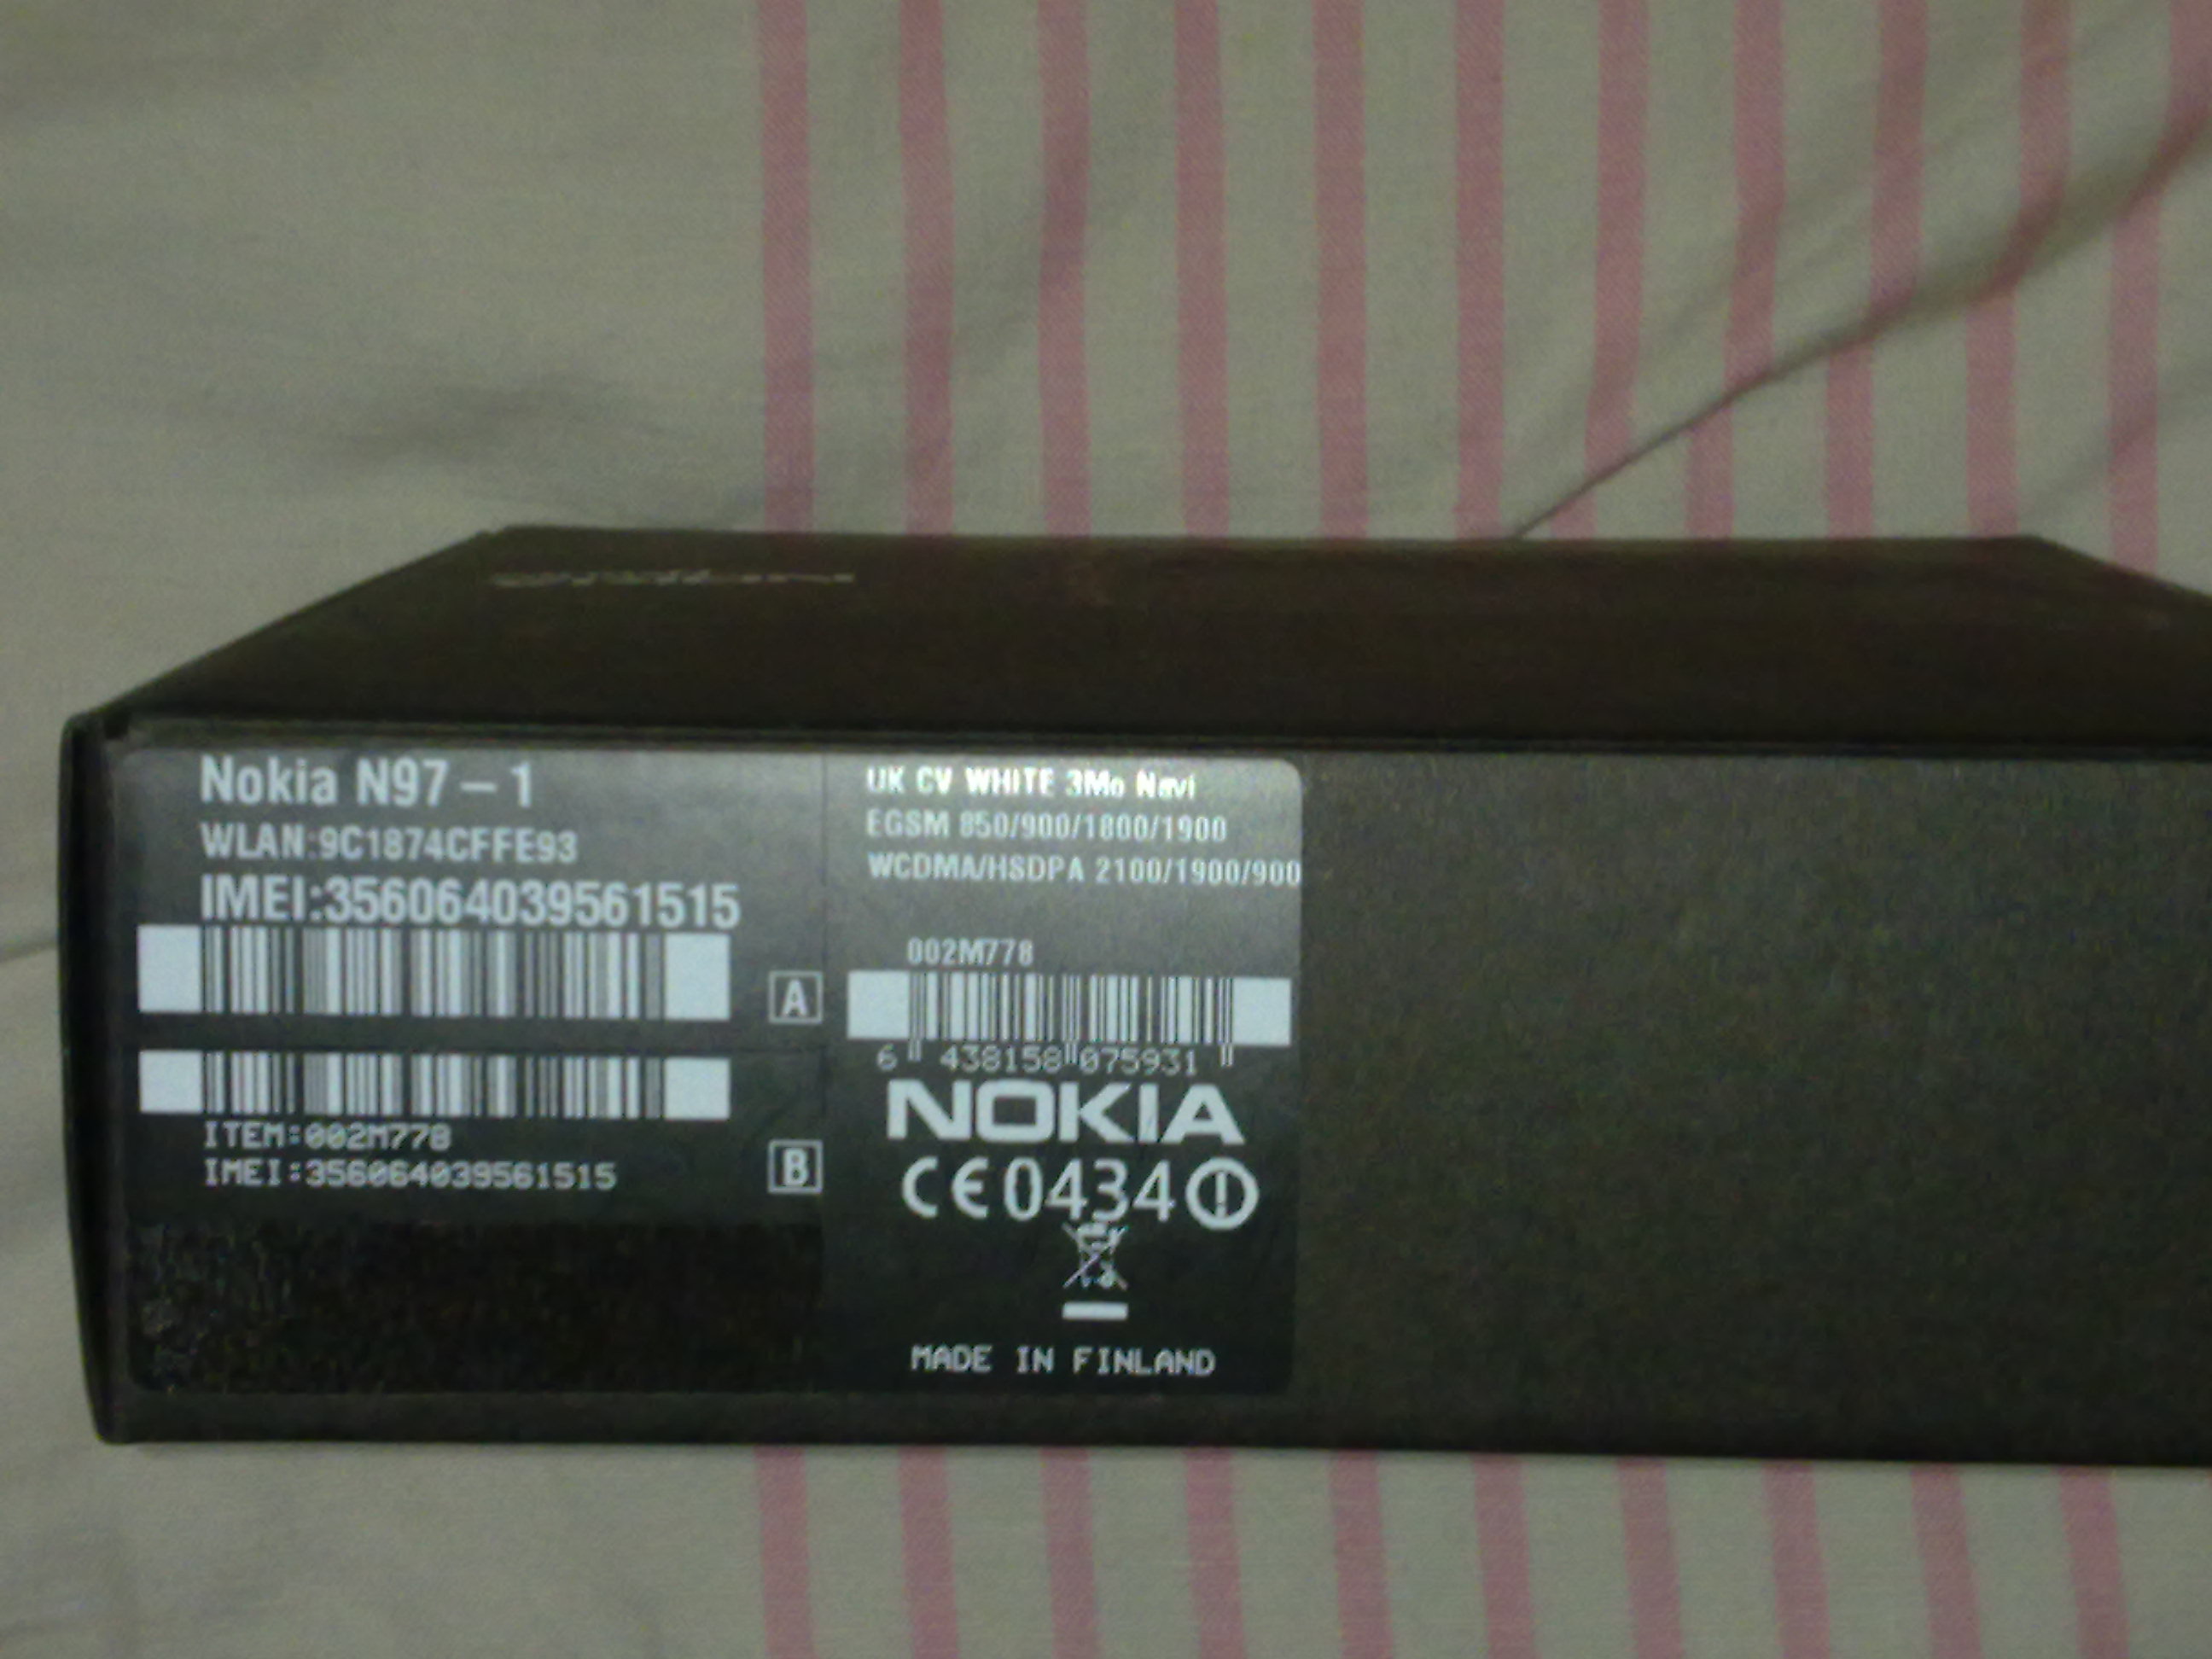 Nokia N97 – 1
WLAN:9C1874CFFE93
IMEI:356064039561515
A
ITEM:002M778
IMEI:356064039561515
B
UK CV WHITE 3Mo Navi
EGSM 850/900/1800/1900
WCDMA/HSDPA 2100/1900/900
002M778
6 438158 075931
NOKIA
CE0434
MADE IN FINLAND